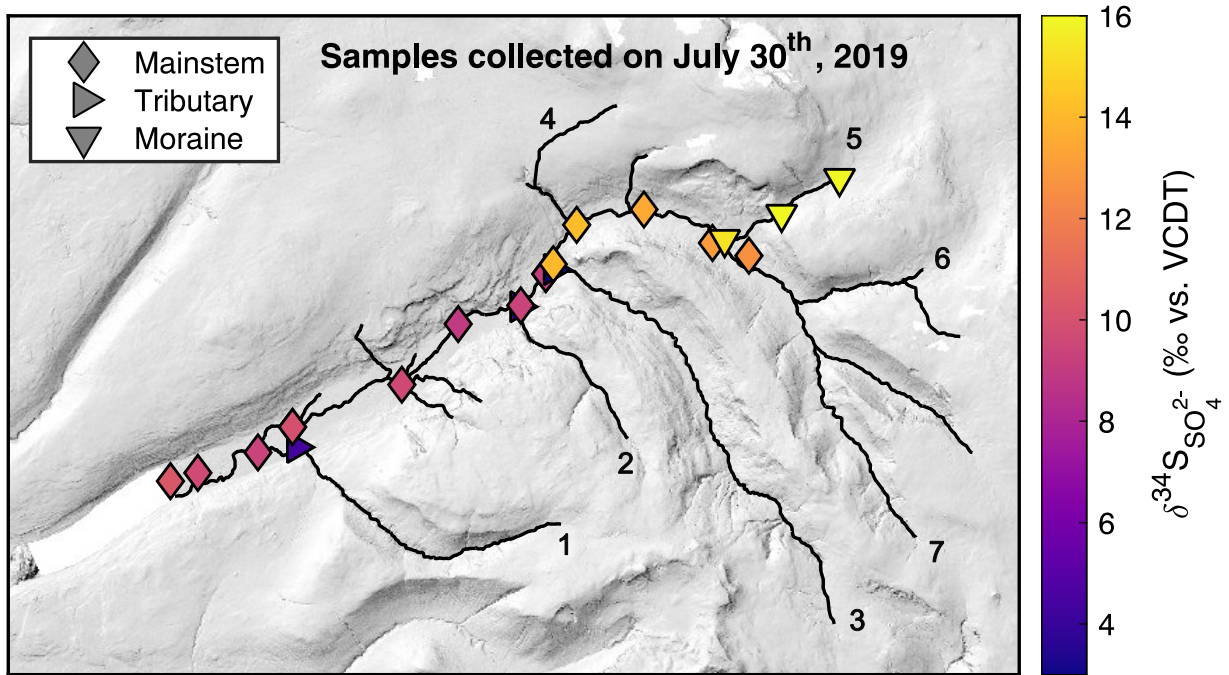 Samples collected on July 30th, 2019
Mainstem
Tributary
Moraine
4
5
6
2
1
7
3
16
14
12
10
8
6
4
δ34SSO42- (‰ vs. VCDT)